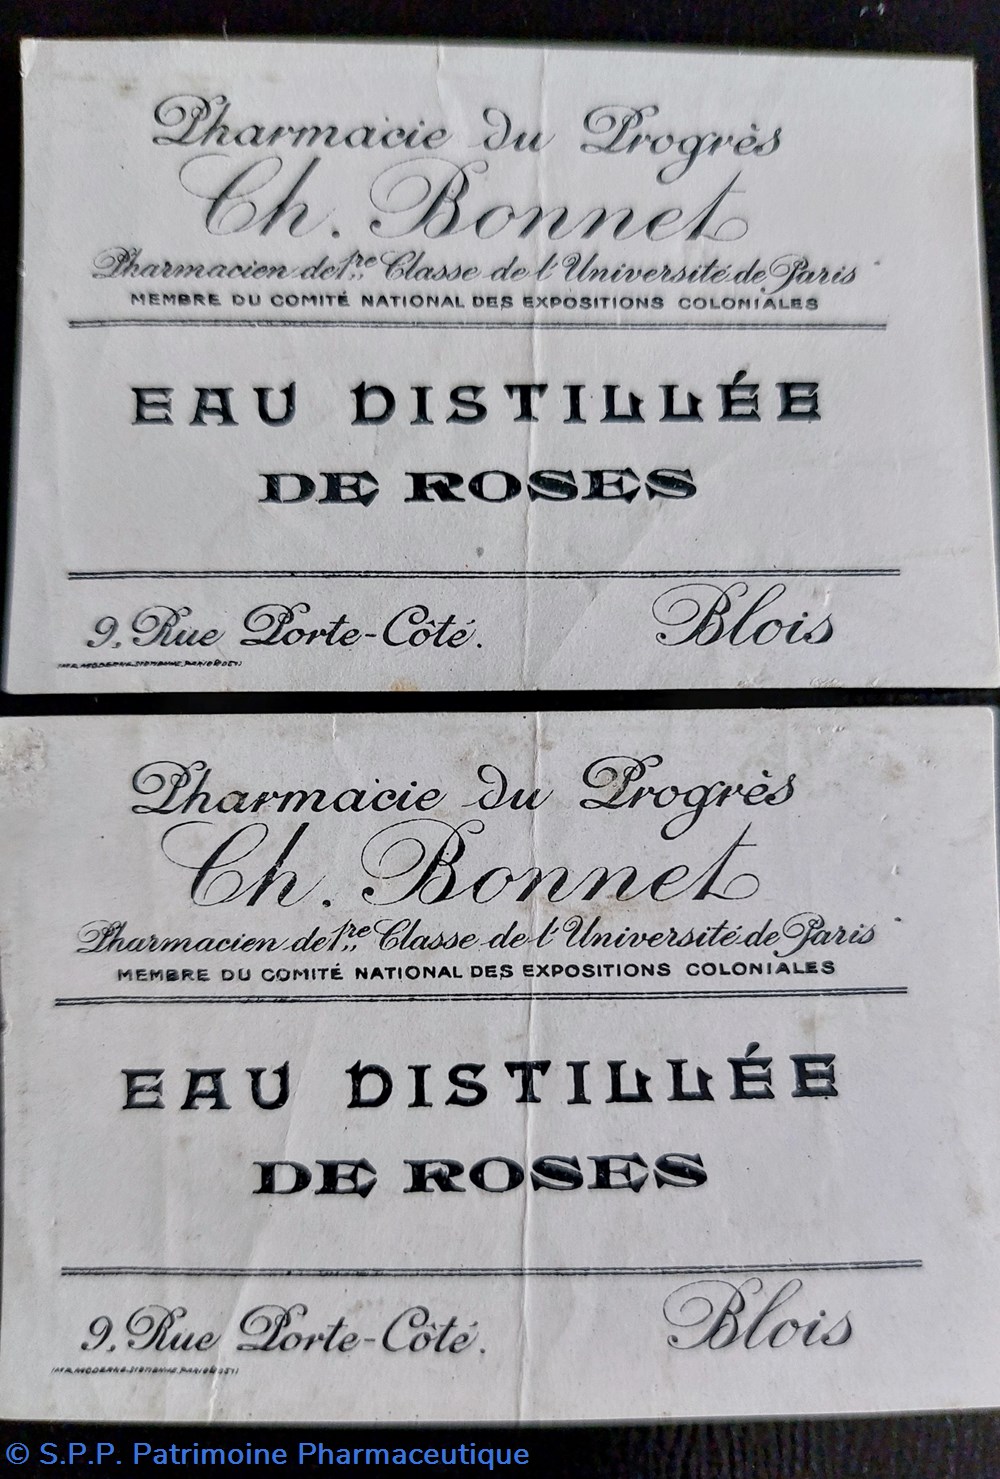 Pharmacie du Progrès
Ch. Bonnet
Pharmacien de 1re Classe de l'Université de Paris
MEMBRE DU COMITÉ NATIONAL DES EXPOSITIONS COLONIALES
EAU DISTILLÉE
DE ROSES
9, Rue Porte-Côté. Blois
Pharmacie du Progrès
Ch. Bonnet
Pharmacien de 1re Classe de l'Université de Paris
MEMBRE DU COMITÉ NATIONAL DES EXPOSITIONS COLONIALES
EAU DISTILLÉE
DE ROSES
9, Rue Porte-Côté. Blois
© S.P.P. Patrimoine Pharmaceutique